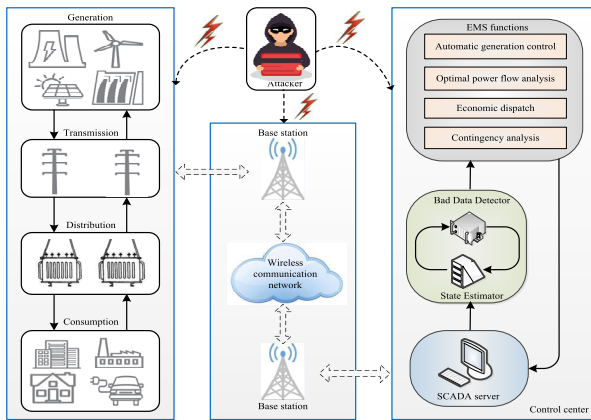 Generation
Transmission
Distribution
Consumption
Attacker
Base station
Wireless
communication
network
Base station
EMS functions
Automatic generation control
Optimal power flow analysis
Economic dispatch
Contingency analysis
Bad Data Detector
State Estimator
SCADA server
Control center